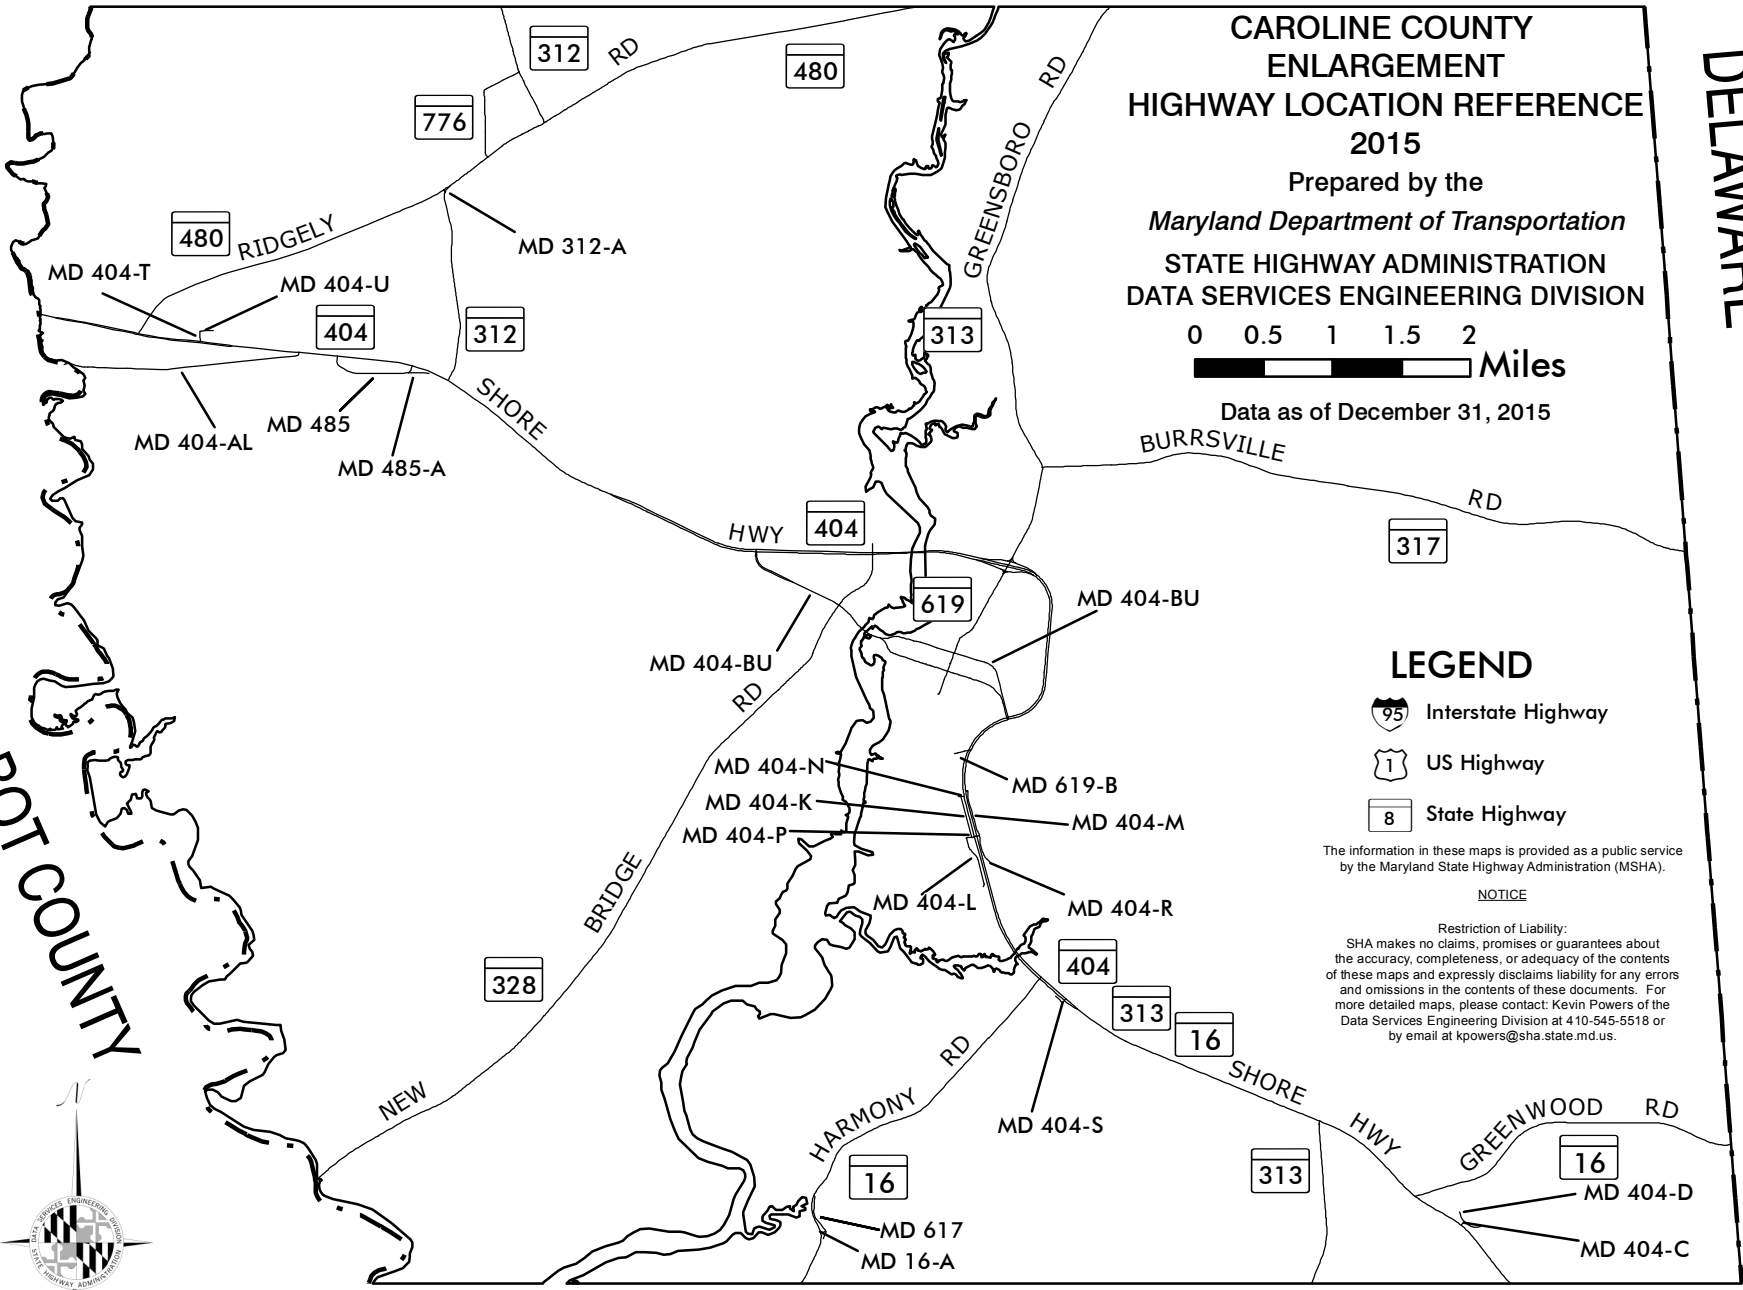 CAROLINE COUNTY
ENLARGEMENT
HIGHWAY LOCATION REFERENCE
2015
Prepared by the
Maryland Department of Transportation
STATE HIGHWAY ADMINISTRATION
DATA SERVICES ENGINEERING DIVISION
0 0.5 1 1.5 2
Miles
Data as of December 31, 2015
DELAWARE
312
RD
480
776
RD
GREENSBORO
480
RIDGELY
MD 312-A
MD 404-T
MD 404-U
404
312
313
SHORE
MD 404-AL
MD 485
MD 485-A
BURRSVILLE
RD
317
HWY
404
619
MD 404-BU
MD 404-BU
RD
LEGEND
95 Interstate Highway
1 US Highway
8 State Highway
The information in these maps is provided as a public service
by the Maryland State Highway Administration (MSHA).
NOTICE
Restriction of Liability:
SHA makes no claims, promises or guarantees about
the accuracy, completeness, or adequacy of the contents
of these maps and expressly disclaims liability for any errors
and omissions in the contents of these documents. For
more detailed maps, please contact: Kevin Powers of the
Data Services Engineering Division at 410-545-5518 or
by email at kpowers@sha.state.md.us.
MD 404-N
MD 619-B
MD 404-K
MD 404-M
MD 404-P
BRIDGE
MD 404-L
MD 404-R
COUNTY
328
404
313
16
RD
SHORE
NEW
HARMONY
MD 404-S
HWY
GREENWOOD RD
16
313
16
MD 404-D
MD 617
MD 404-C
MD 16-A
N
DATA SERVICES ENGINEERING DIVISION
STATE HIGHWAY ADMINISTRATION